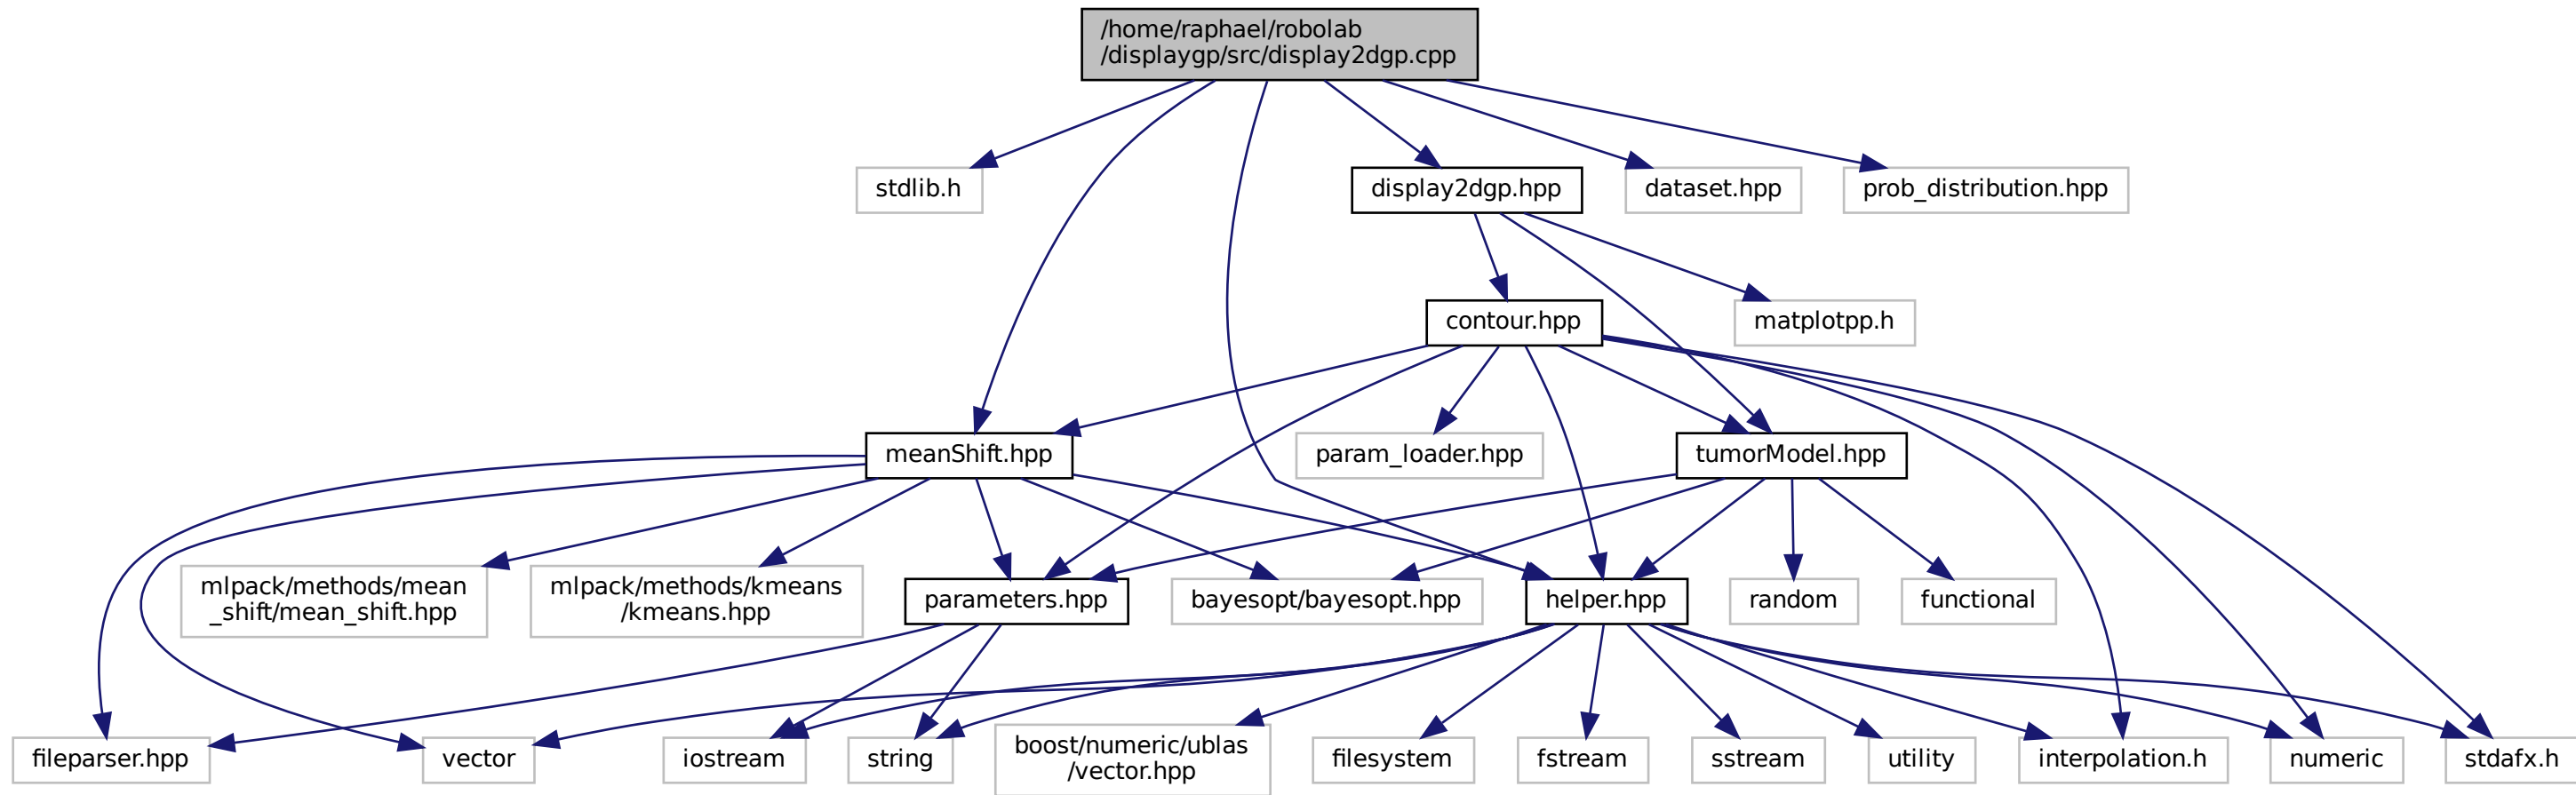 /home/raphael/robolab
/displaygp/src/display2dgp.cpp
stdlib.h
display2dgp.hpp
dataset.hpp
prob_distribution.hpp
contour.hpp
matplotpp.h
meanShift.hpp
param_loader.hpp
tumorModel.hpp
mlpack/methods/mean
_shift/mean_shift.hpp
mlpack/methods/kmeans
/kmeans.hpp
parameters.hpp
bayesopt/bayesopt.hpp
helper.hpp
random
functional
fileparser.hpp
vector
iostream
string
boost/numeric/ublas
/vector.hpp
filesystem
fstream
sstream
utility
interpolation.h
numeric
stdafx.h